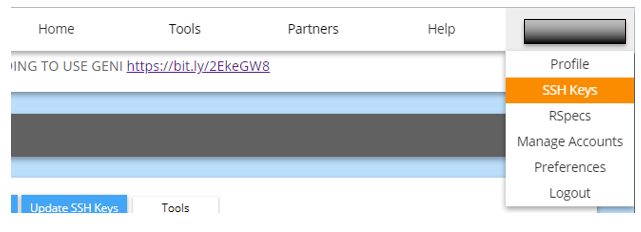 Home Tools Partners Help
DING TO USE GENI https://bit.ly/2EkeGW8
Profile
SSH Keys
RSpecs
Manage Accounts
Preferences
Logout
Update SSH Keys Tools